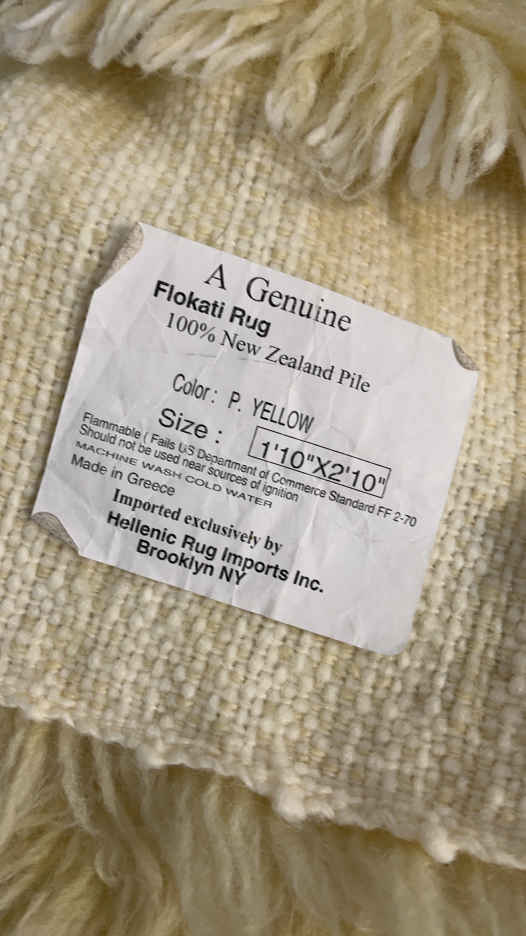 A Genuine
Flokati Rug
100% New Zealand Pile
Color: P. YELLOW
Size : 1'10"X2'10"
Flammable ( Fails US Department of Commerce Standard FF 2-70
Should not be used near sources of ignition
MACHINE WASH COLD WATER
Made in Greece
Imported exclusively by
Hellenic Rug Imports Inc.
Brooklyn NY